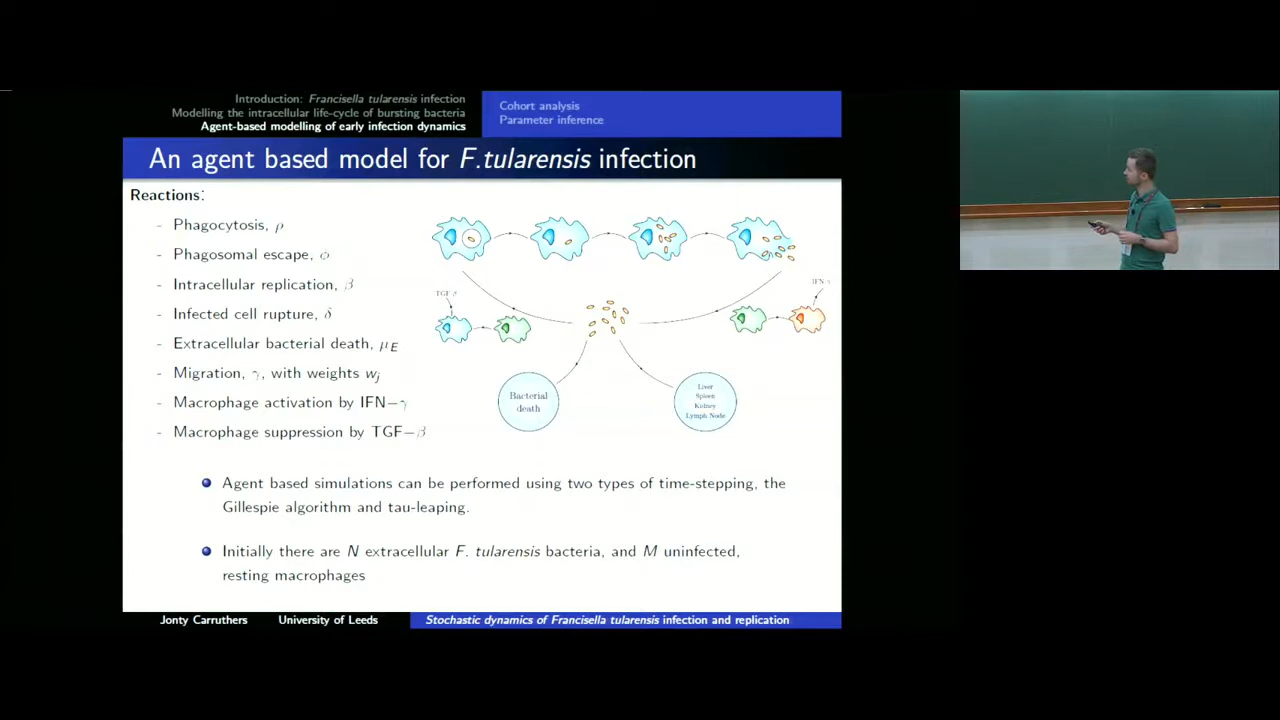 Introduction: Francisella tularensis infection
Modelling the intracellular life-cycle of bursting bacteria
Agent-based modelling of early infection dynamics
Cohort analysis
Parameter inference
An agent based model for F.tularensis infection
Reactions:
- Phagocytosis, ρ
- Phagosomal escape, ϕ
- Intracellular replication, β
- Infected cell rupture, δ
- Extracellular bacterial death, μE
- Migration, γ, with weights wj
- Macrophage activation by IFN−γ
- Macrophage suppression by TGF−β
TGF-β
IFN-γ
Bacterial
death
Liver
Spleen
Kidney
Lymph Node
Agent based simulations can be performed using two types of time-stepping, the
Gillespie algorithm and tau-leaping.
Initially there are N extracellular F. tularensis bacteria, and M uninfected,
resting macrophages
Jonty Carruthers University of Leeds Stochastic dynamics of Francisella tularensis infection and replication